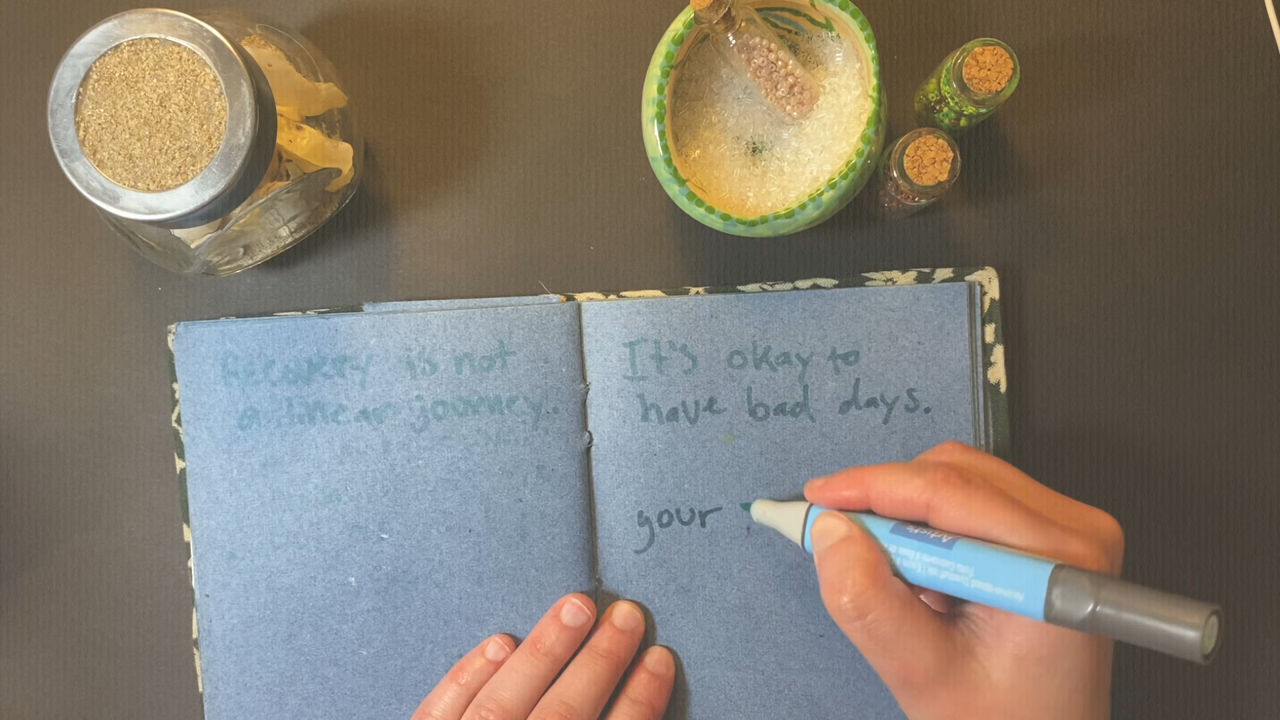 Recovery is not
a linear journey.
It's okay to
have bad days.
your